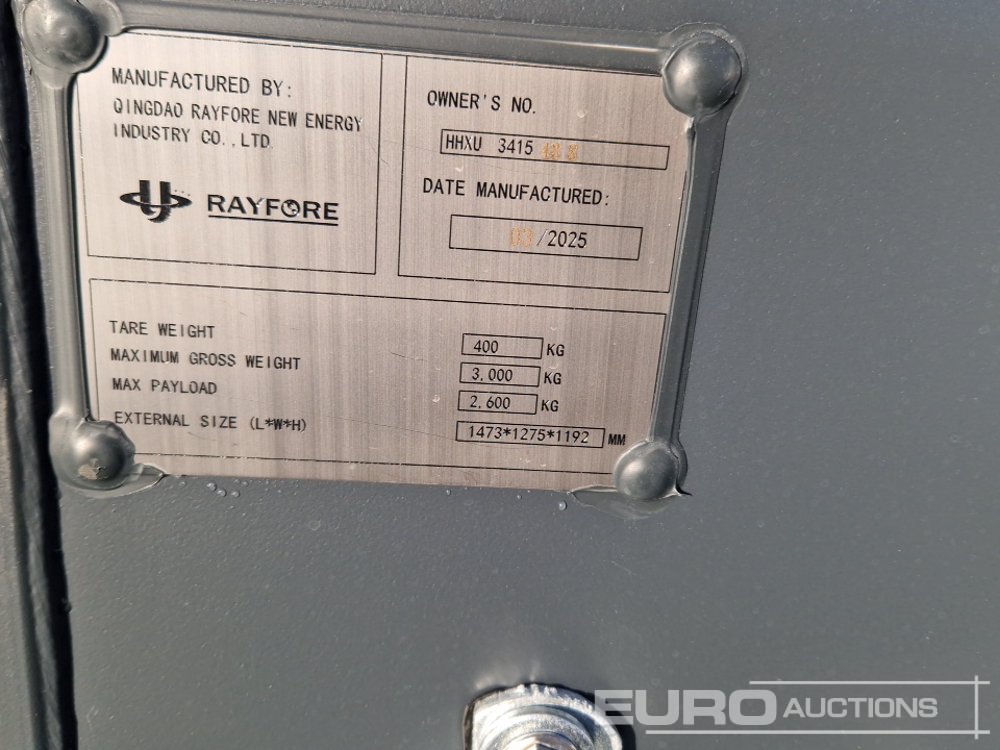 MANUFACTURED BY:
QINGDAO RAYFORE NEW ENERGY
INDUSTRY CO.,LTD.
RAYFORE
OWNER'S NO.
HHXU 3415
DATE MANUFACTURED:
03/2025
TARE WEIGHT 400 KG
MAXIMUM GROSS WEIGHT 3,000 KG
MAX PAYLOAD 2,600 KG
EXTERNAL SIZE (L*W*H) 1473*1275*1192 MM
EURO AUCTIONS